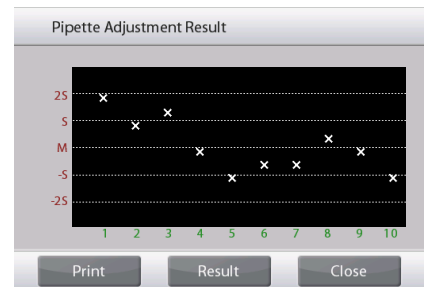 Pipette Adjustment Result
2S
S
M
-S
-2S
1 2 3 4 5 6 7 8 9 10
Print Result Close